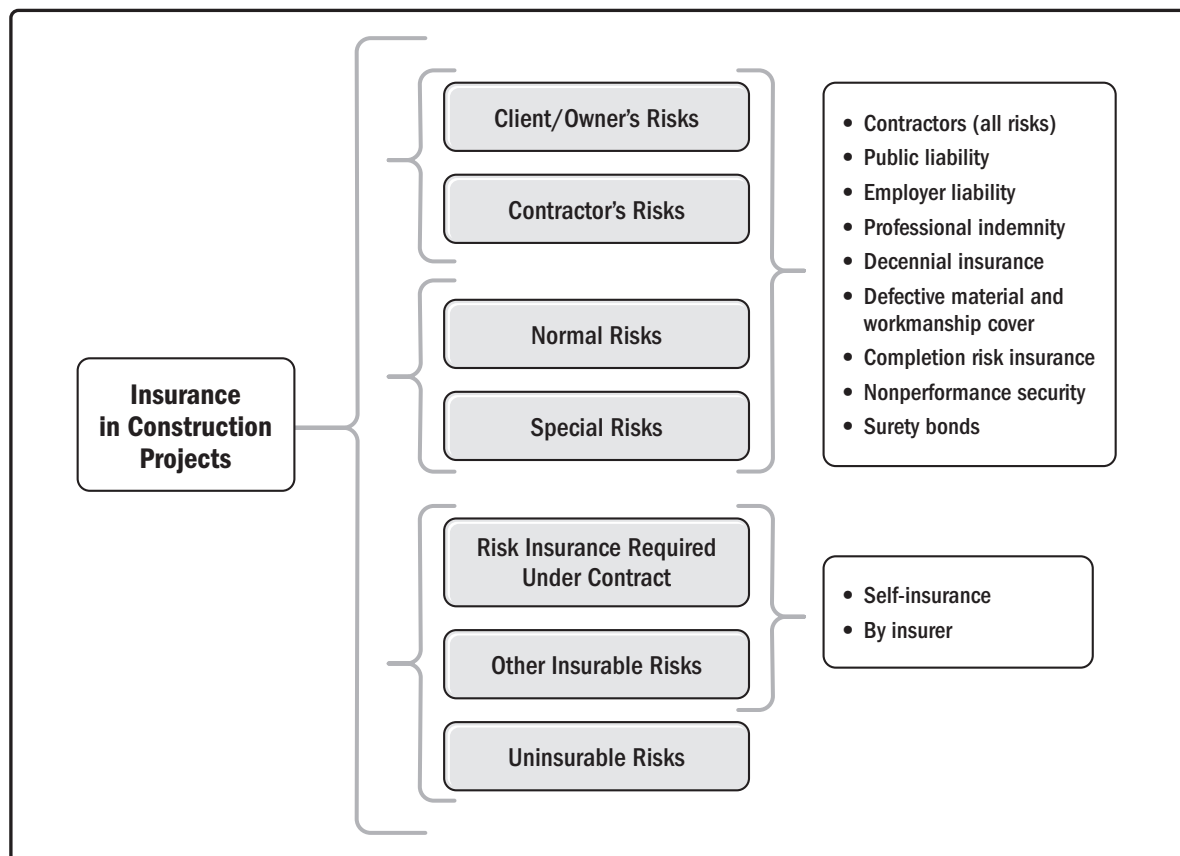 Insurance
in Construction
Projects
Client/Owner’s Risks
Contractor’s Risks
Normal Risks
Special Risks
Risk Insurance Required
Under Contract
Other Insurable Risks
Uninsurable Risks
• Contractors (all risks)
• Public liability
• Employer liability
• Professional indemnity
• Decennial insurance
• Defective material and
workmanship cover
• Completion risk insurance
• Nonperformance security
• Surety bonds
• Self-insurance
• By insurer